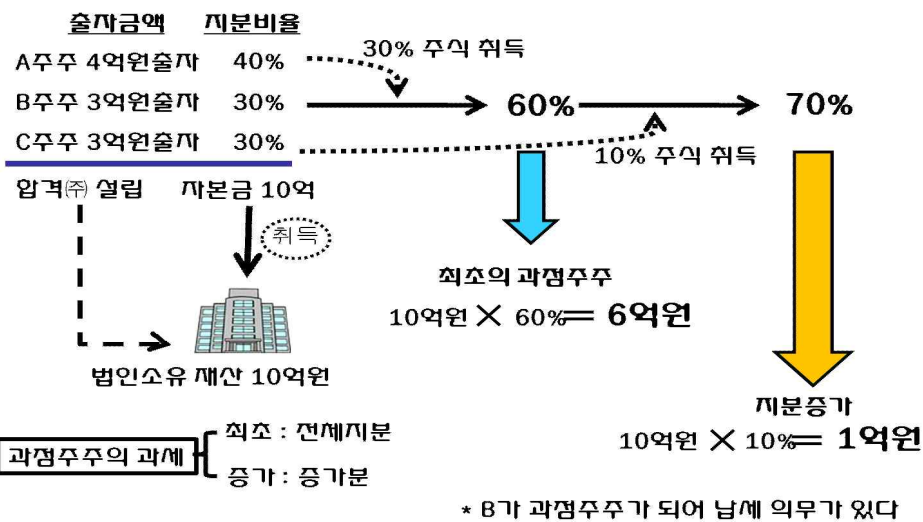 출자금액 지분비율
A주주 4억원출자 40%
B주주 3억원출자 30%
C주주 3억원출자 30%
30% 주식 취득
60%
70%
10% 주식 취득
합격㈜ 설립 자본금 10억
취득
법인소유 재산 10억원
최초의 과점주주
10억원 × 60%= 6억원
지분증가
10억원 × 10%= 1억원
과점주주의 과세
최초 : 전세지분
증가 : 증가분
* B가 과점주주가 되어 납세 의무가 있다